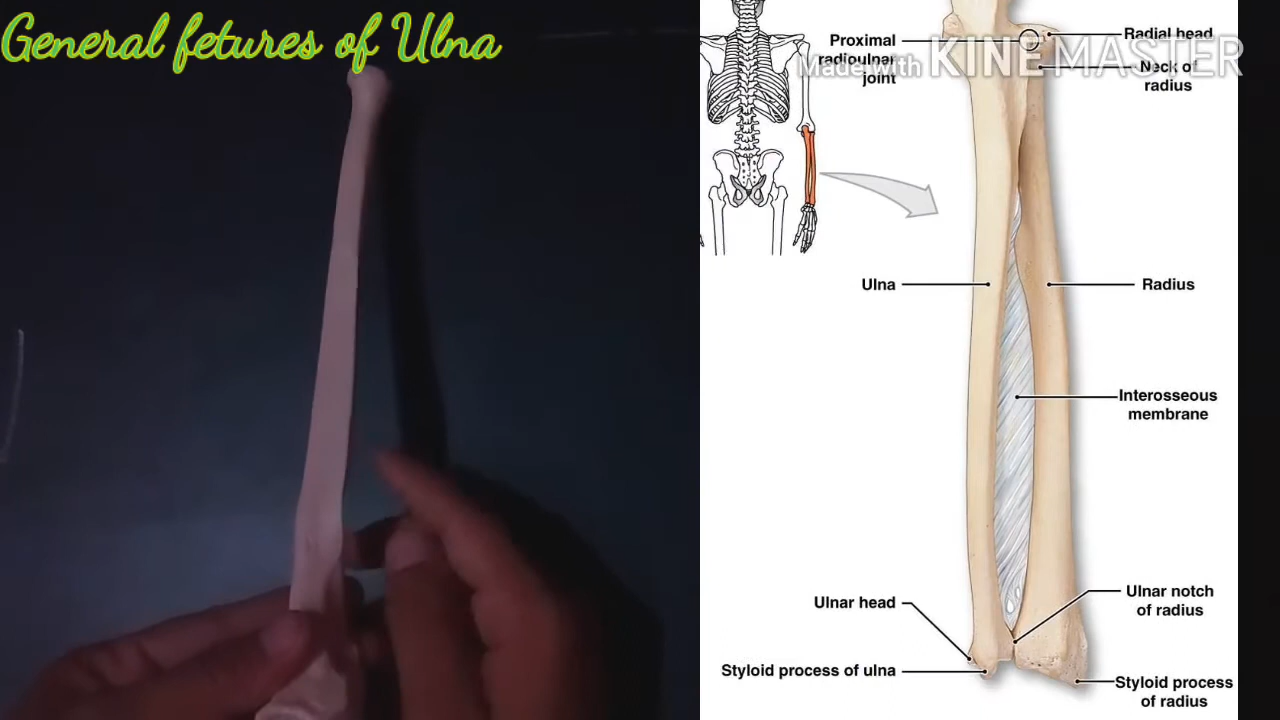 General fetures of Ulna
Proximal
radioulnar
joint
Radial head
Made with KINEMASTER
Neck of
radius
Ulna
Radius
Interosseous
membrane
Ulnar head
Ulnar notch
of radius
Styloid process of ulna
Styloid process
of radius